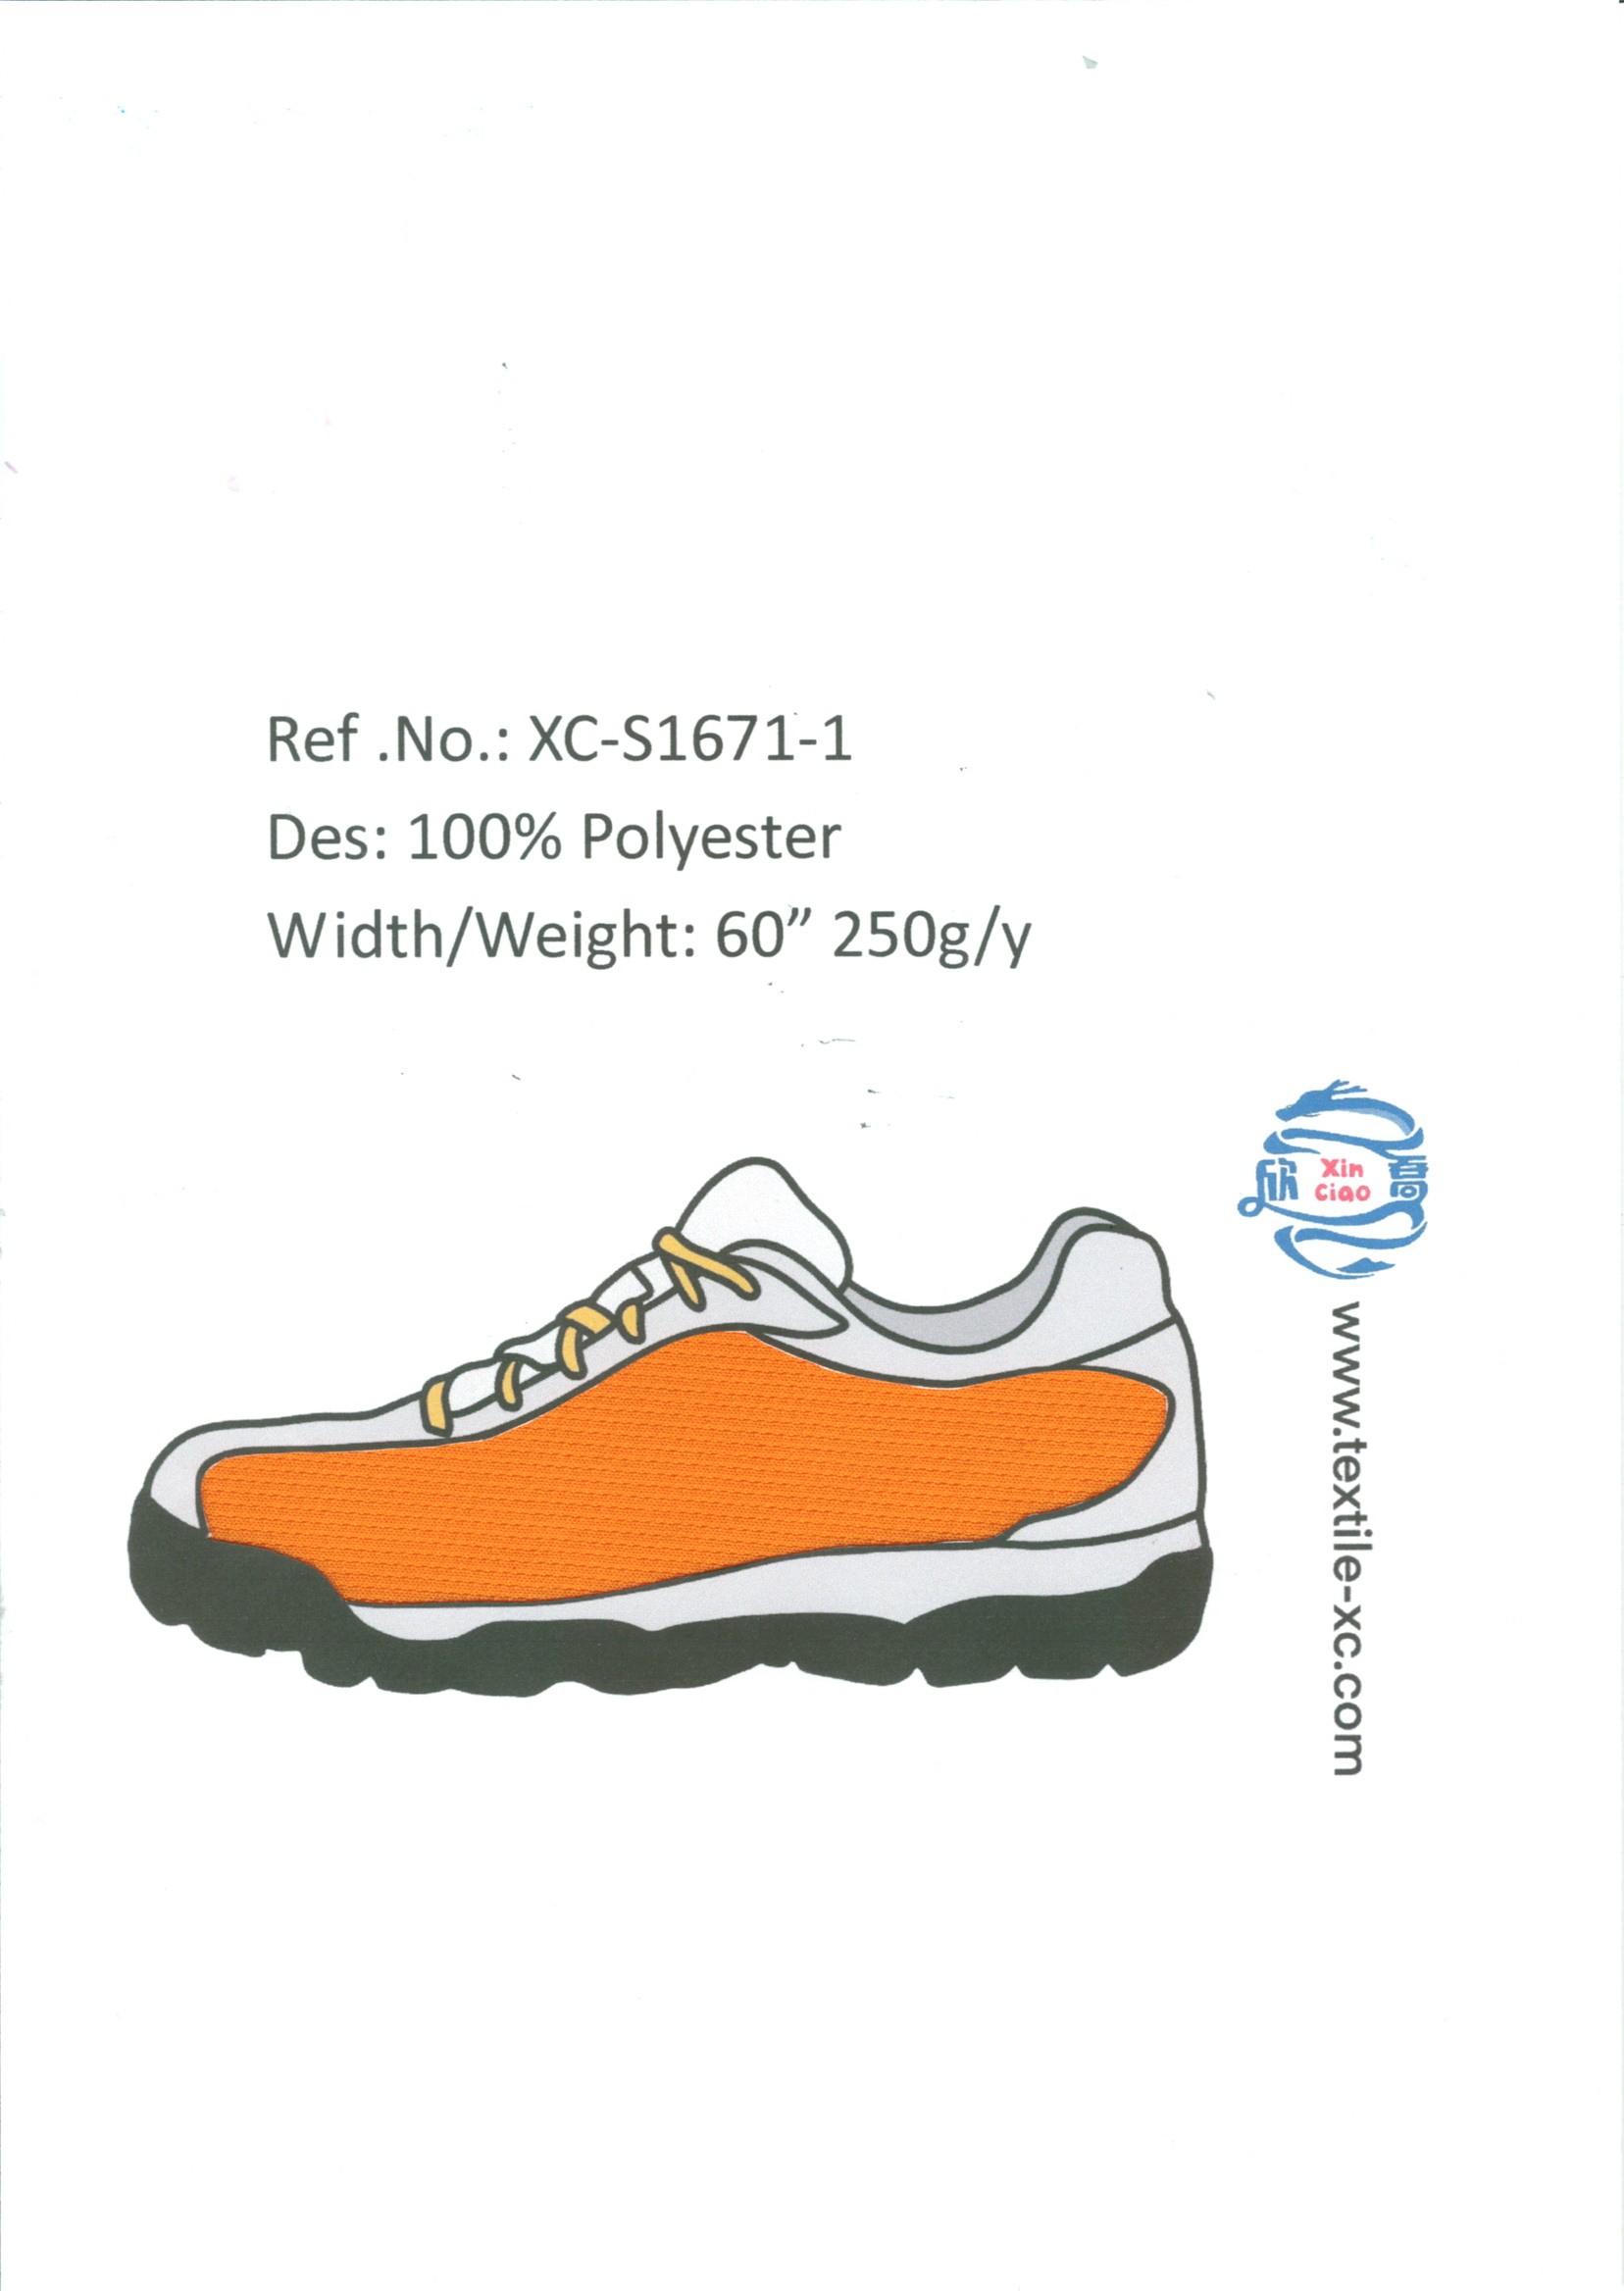 Ref .No.: XC-S1671-1
Des: 100% Polyester
Width/Weight: 60” 250g/y
欣 Xin Ciao 喬
www.textile-xc.com